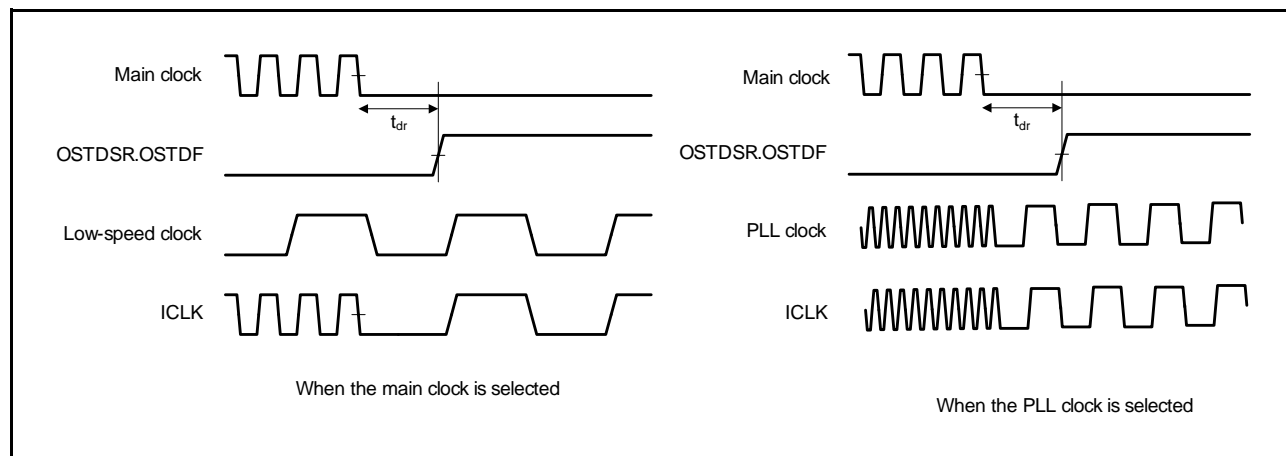 Main clock
tdr
OSTDSR.OSTDF
Low-speed clock
ICLK
When the main clock is selected
Main clock
tdr
OSTDSR.OSTDF
PLL clock
ICLK
When the PLL clock is selected